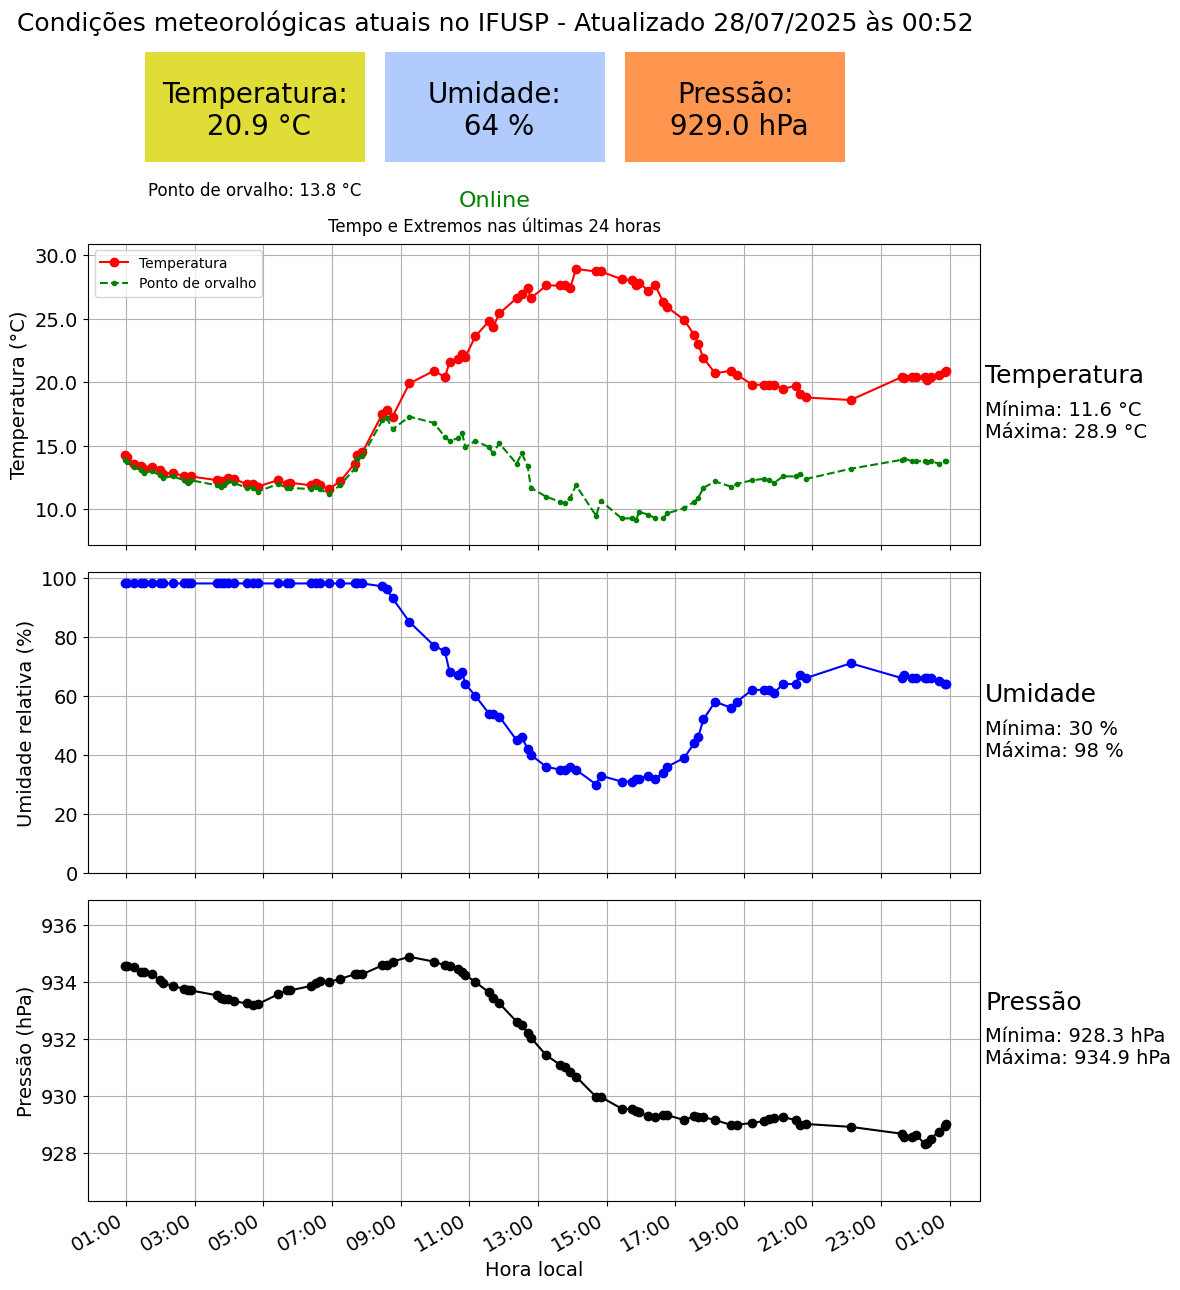 Condições meteorológicas atuais no IFUSP - Atualizado 28/07/2025 às 00:52
Temperatura:
20.9 °C
Umidade:
64 %
Pressão:
929.0 hPa
Ponto de orvalho: 13.8 °C
Online
Tempo e Extremos nas últimas 24 horas
Temperatura
Ponto de orvalho
Temperatura (°C)
30.0
25.0
20.0
15.0
10.0
Temperatura
Mínima: 11.6 °C
Máxima: 28.9 °C
Umidade relativa (%)
100
80
60
40
20
0
Umidade
Mínima: 30 %
Máxima: 98 %
Pressão (hPa)
936
934
932
930
928
Pressão
Mínima: 928.3 hPa
Máxima: 934.9 hPa
01:00 03:00 05:00 07:00 09:00 11:00 13:00 15:00 17:00 19:00 21:00 23:00 01:00
Hora local